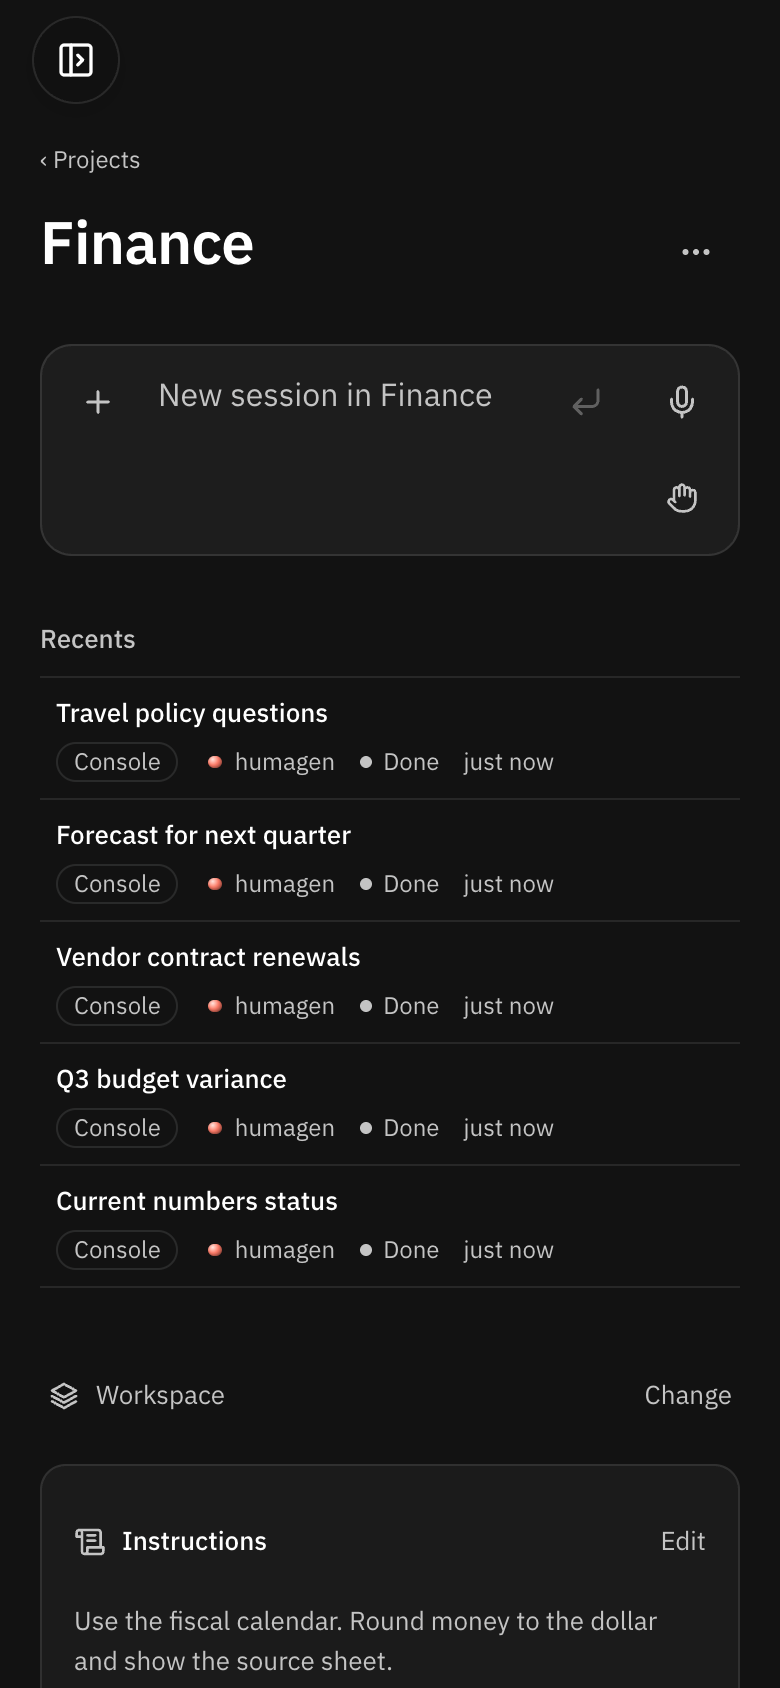 ‹ Projects
Finance
New session in Finance
Recents
Travel policy questions
Console humagen Done just now
Forecast for next quarter
Console humagen Done just now
Vendor contract renewals
Console humagen Done just now
Q3 budget variance
Console humagen Done just now
Current numbers status
Console humagen Done just now
Workspace Change
Instructions Edit
Use the fiscal calendar. Round money to the dollar
and show the source sheet.